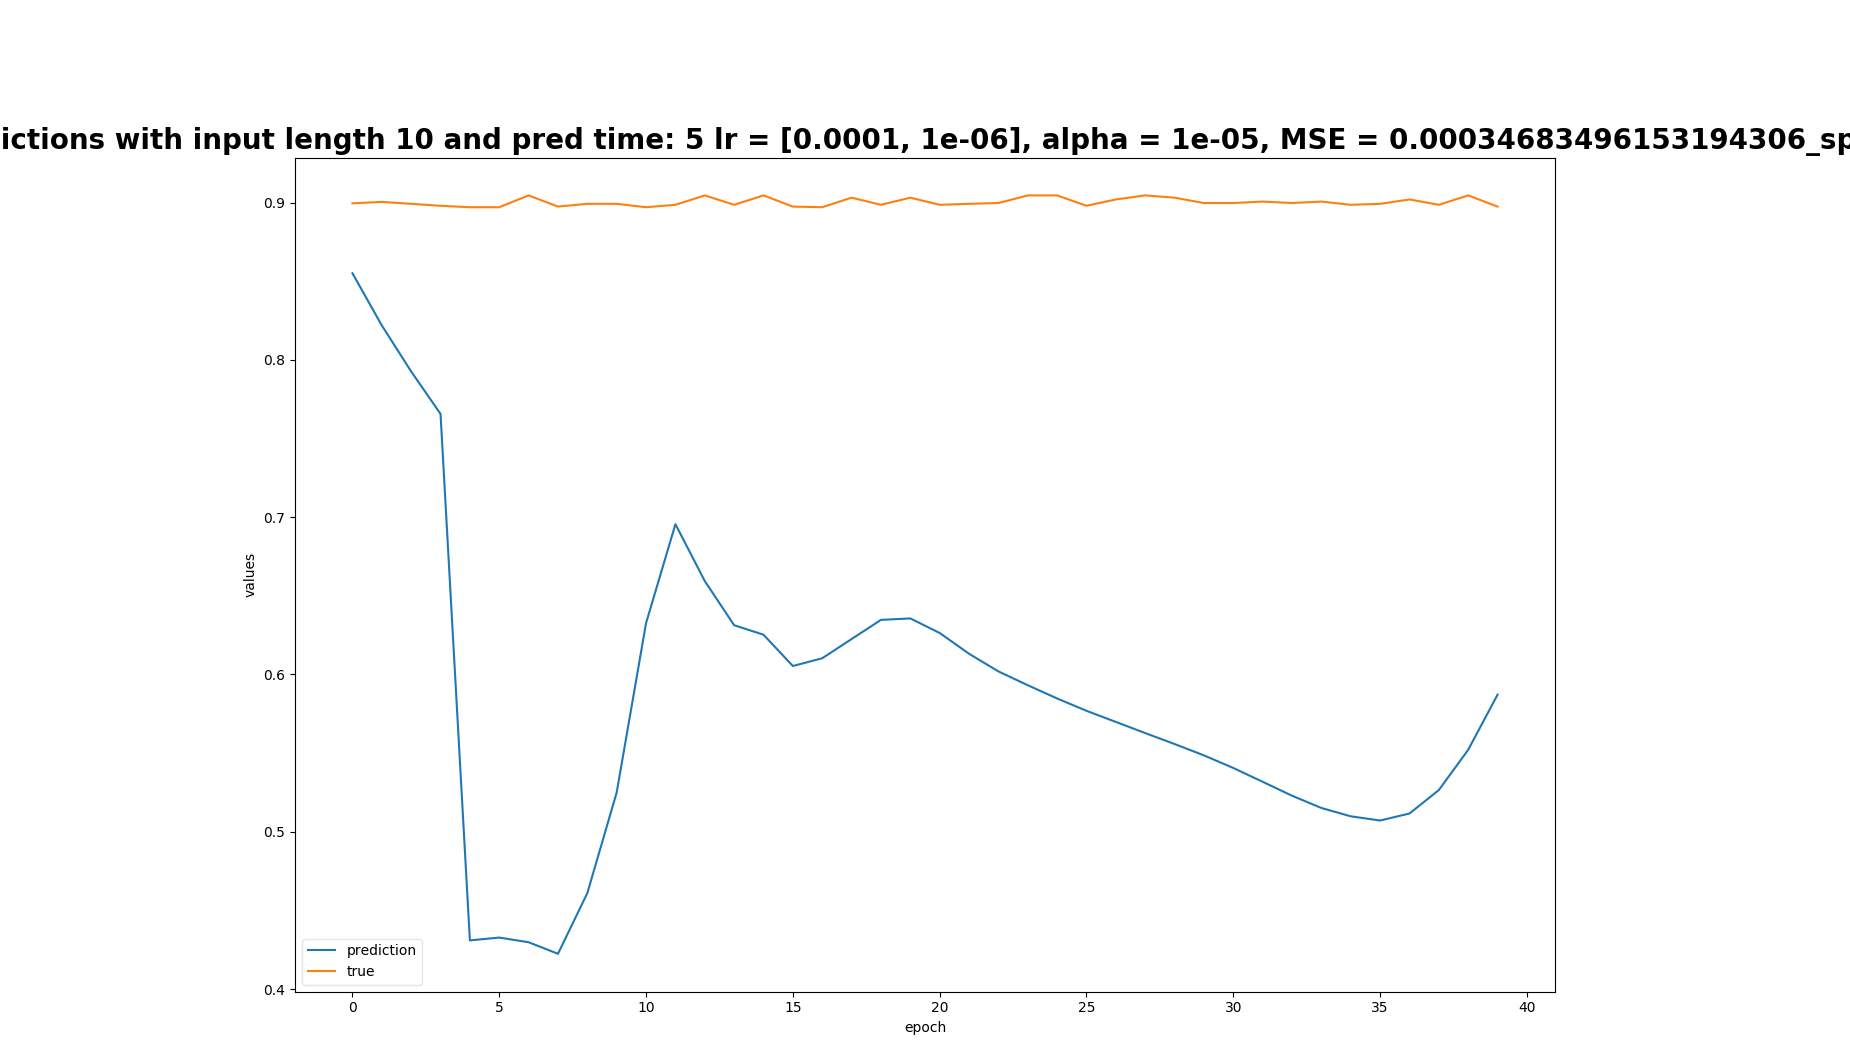 ictions with input length 10 and pred time: 5 lr = [0.0001, 1e-06], alpha = 1e-05, MSE = 0.00034683496153194306_sp
0.9
0.8
0.7
0.6
0.5
0.4
values
prediction
true
0 5 10 15 20 25 30 35 40
epoch